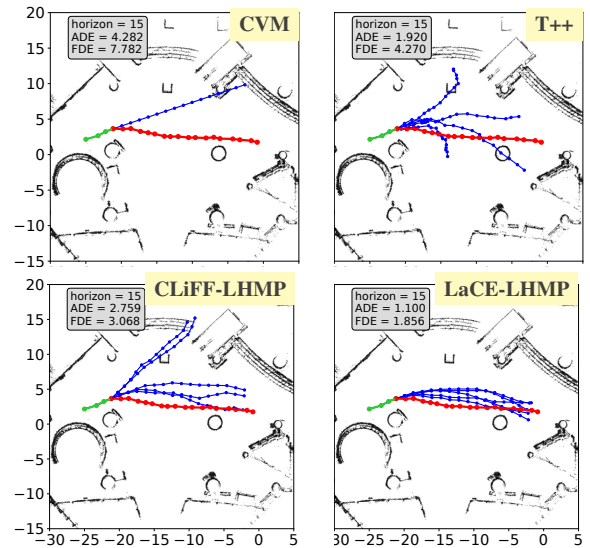 20
15
10
5
0
−5
−10
−15
horizon = 15
ADE = 4.282
FDE = 7.782
CVM
horizon = 15
ADE = 1.920
FDE = 4.270
T++
20
15
10
5
0
−5
−10
−15
−30 −25 −20 −15 −10 −5 0 5
horizon = 15
ADE = 2.759
FDE = 3.068
CLiFF-LHMP
horizon = 15
ADE = 1.100
FDE = 1.856
LaCE-LHMP
30 −25 −20 −15 −10 −5 0 5